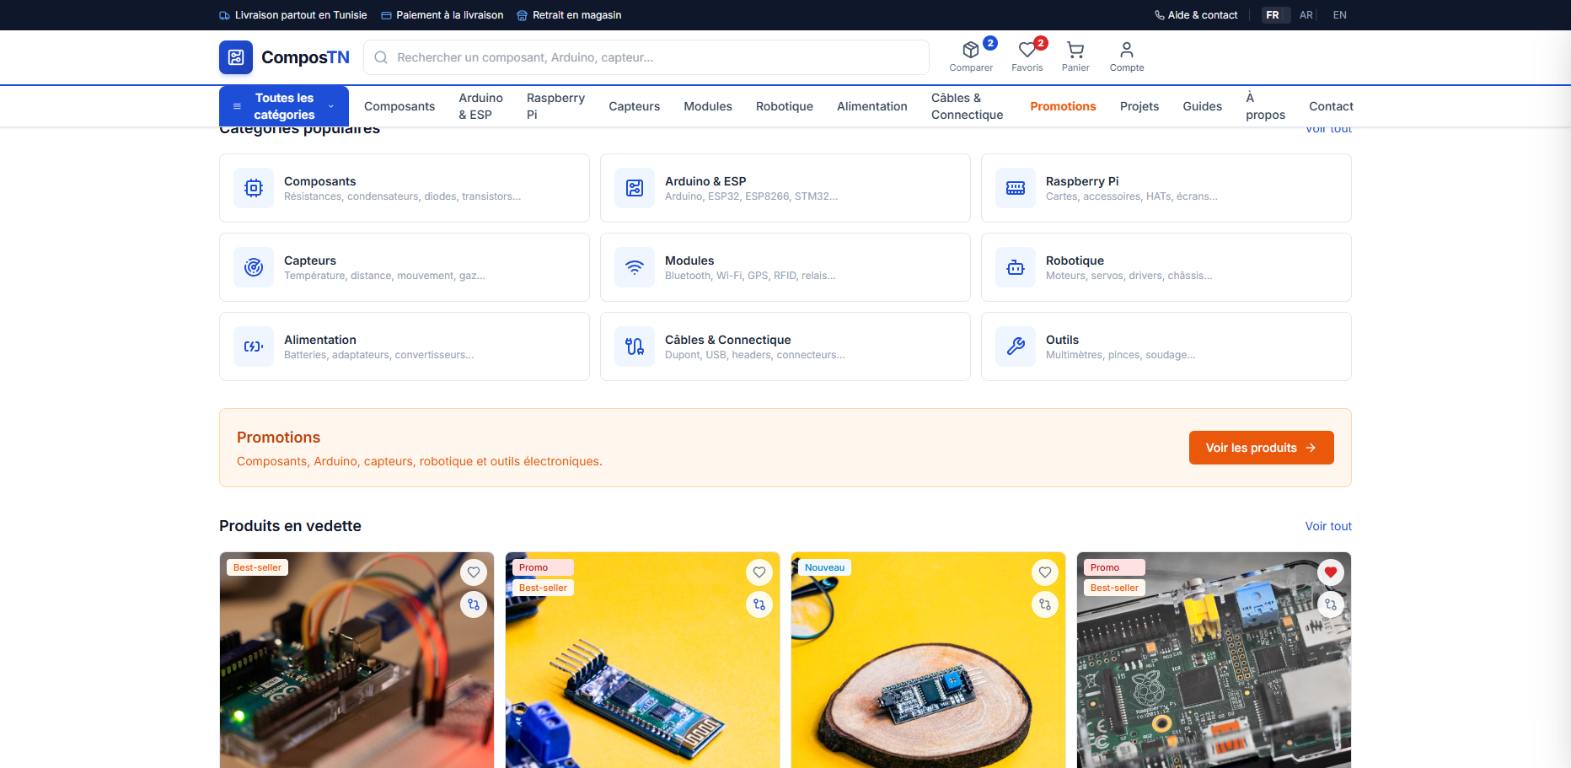 Livraison partout en Tunisie Paiement à la livraison Retrait en magasin Aide & contact FR AR EN
ComposTN Rechercher un composant, Arduino, capteur... 2 2
Comparer Favoris Panier Compte
Toutes les catégories
Composants
Arduino & ESP
Raspberry Pi
Capteurs
Modules
Robotique
Alimentation
Câbles & Connectique
Promotions
Projets
Guides
À propos
Contact
Catégories populaires Voir tout
Composants
Résistances, condensateurs, diodes, transistors...
Arduino & ESP
Arduino, ESP32, ESP8266, STM32...
Raspberry Pi
Cartes, accessoires, HATs, écrans...
Capteurs
Température, distance, mouvement, gaz...
Modules
Bluetooth, Wi-Fi, GPS, RFID, relais...
Robotique
Moteurs, servos, drivers, châssis...
Alimentation
Batteries, adaptateurs, convertisseurs...
Câbles & Connectique
Dupont, USB, headers, connecteurs...
Outils
Multimètres, pinces, soudage...
Promotions
Composants, Arduino, capteurs, robotique et outils électroniques.
Voir les produits
Produits en vedette Voir tout
Best-seller
Promo
Best-seller
Nouveau
Promo
Best-seller